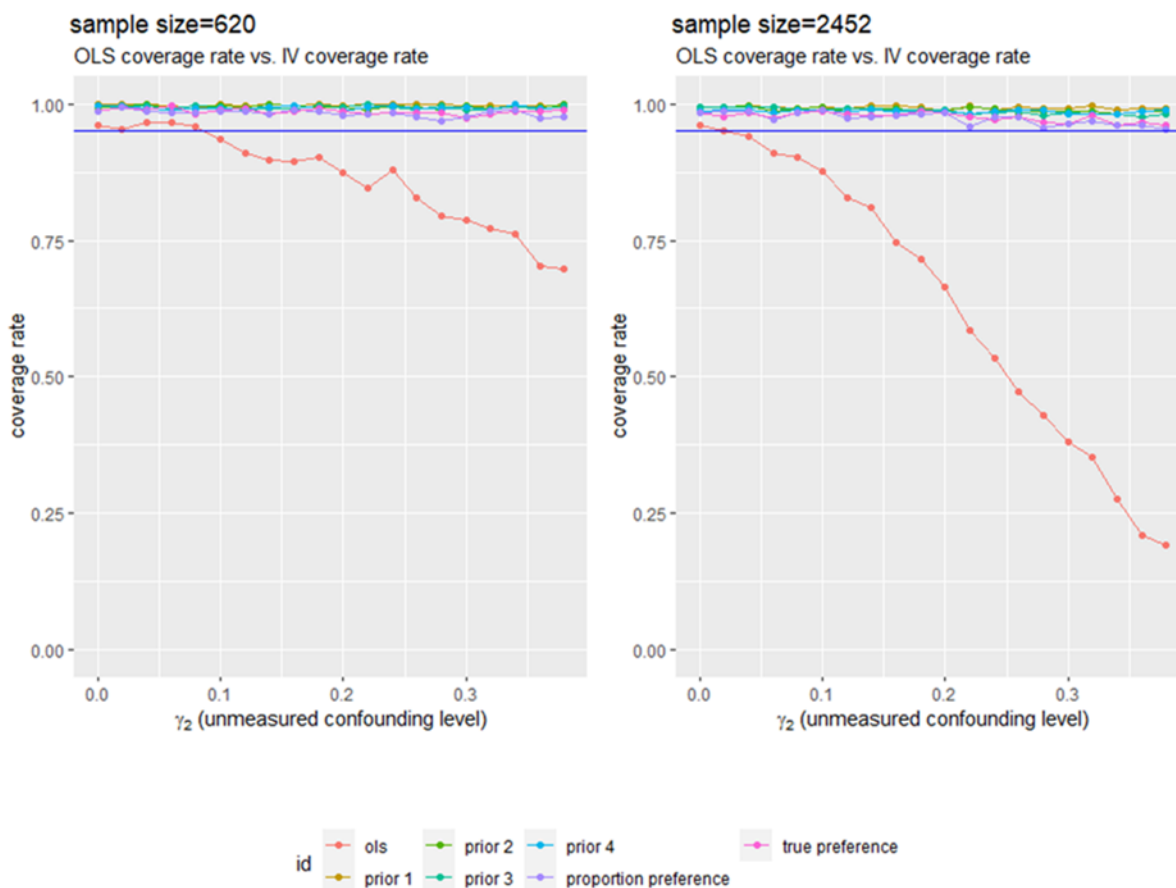 sample size=620
OLS coverage rate vs. IV coverage rate
coverage rate
1.00
0.75
0.50
0.25
0.00
0.0 0.1 0.2 0.3
γ₂ (unmeasured confounding level)
sample size=2452
OLS coverage rate vs. IV coverage rate
coverage rate
1.00
0.75
0.50
0.25
0.00
0.0 0.1 0.2 0.3
γ₂ (unmeasured confounding level)
id
ols prior 2 prior 4 true preference
prior 1 prior 3 proportion preference